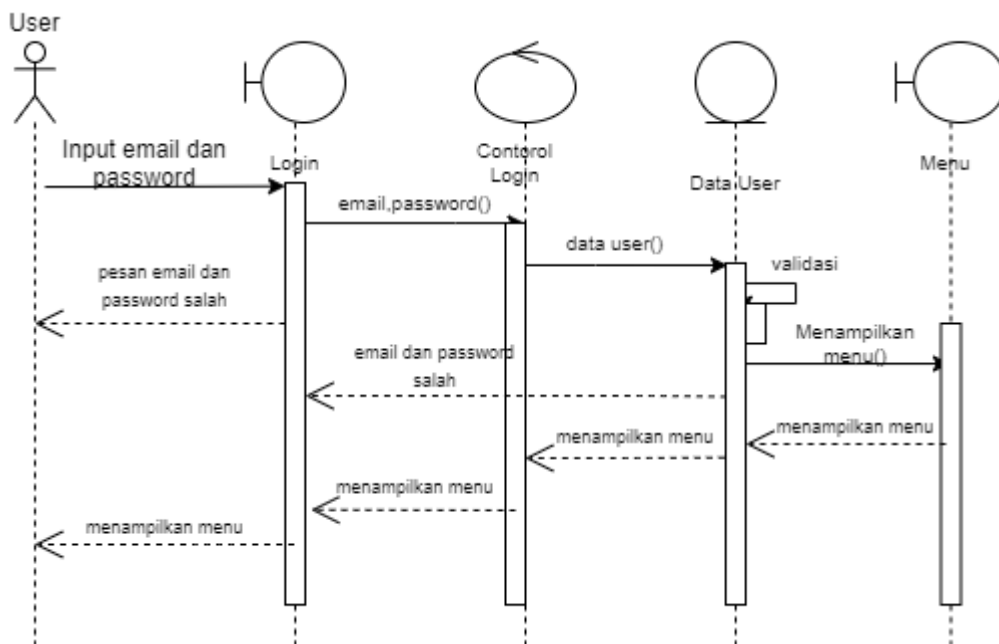 User
Input email dan
password
Login
Contorol
Login
Data User
Menu
email,password()
data user()
validasi
pesan email dan
password salah
Menampilkan
menu()
email dan password
salah
menampilkan menu
menampilkan menu
menampilkan menu
menampilkan menu